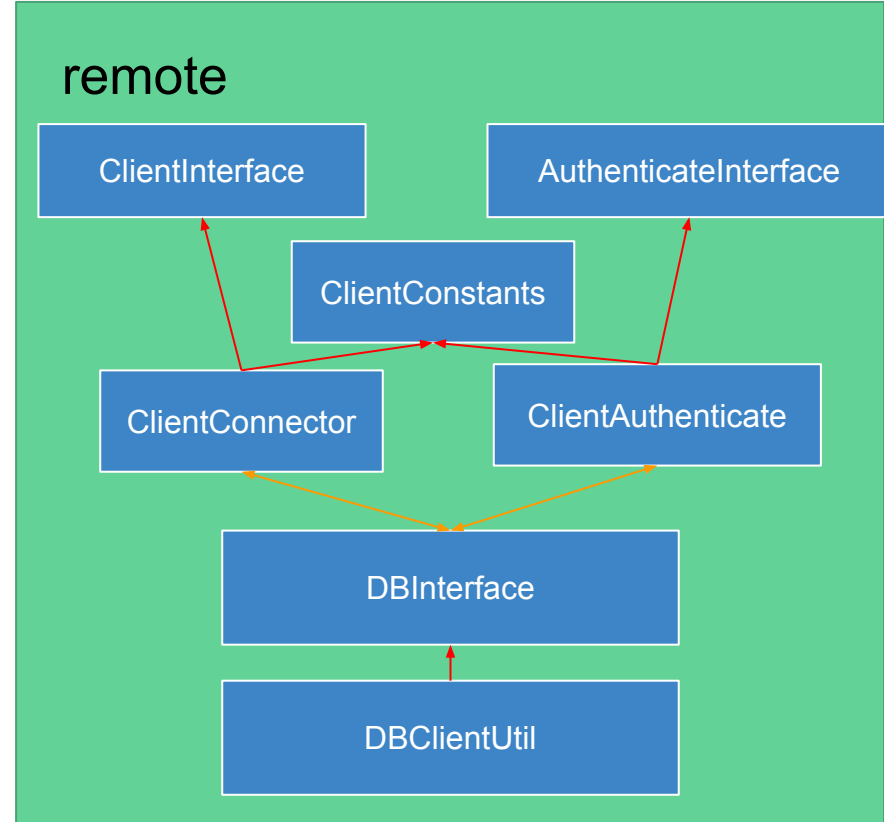 remote
ClientInterface
AuthenticateInterface
ClientConstants
ClientConnector
ClientAuthenticate
DBInterface
DBClientUtil